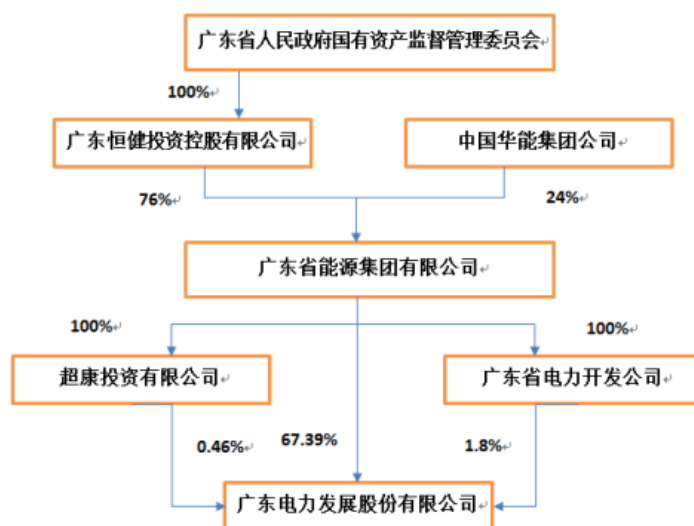 广东省人民政府国有资产监督管理委员会
100%
广东恒健投资控股有限公司
中国华能集团公司
76%
24%
广东省能源集团有限公司
100%
100%
超康投资有限公司
广东省电力开发公司
0.46%
67.39%
1.8%
广东电力发展股份有限公司